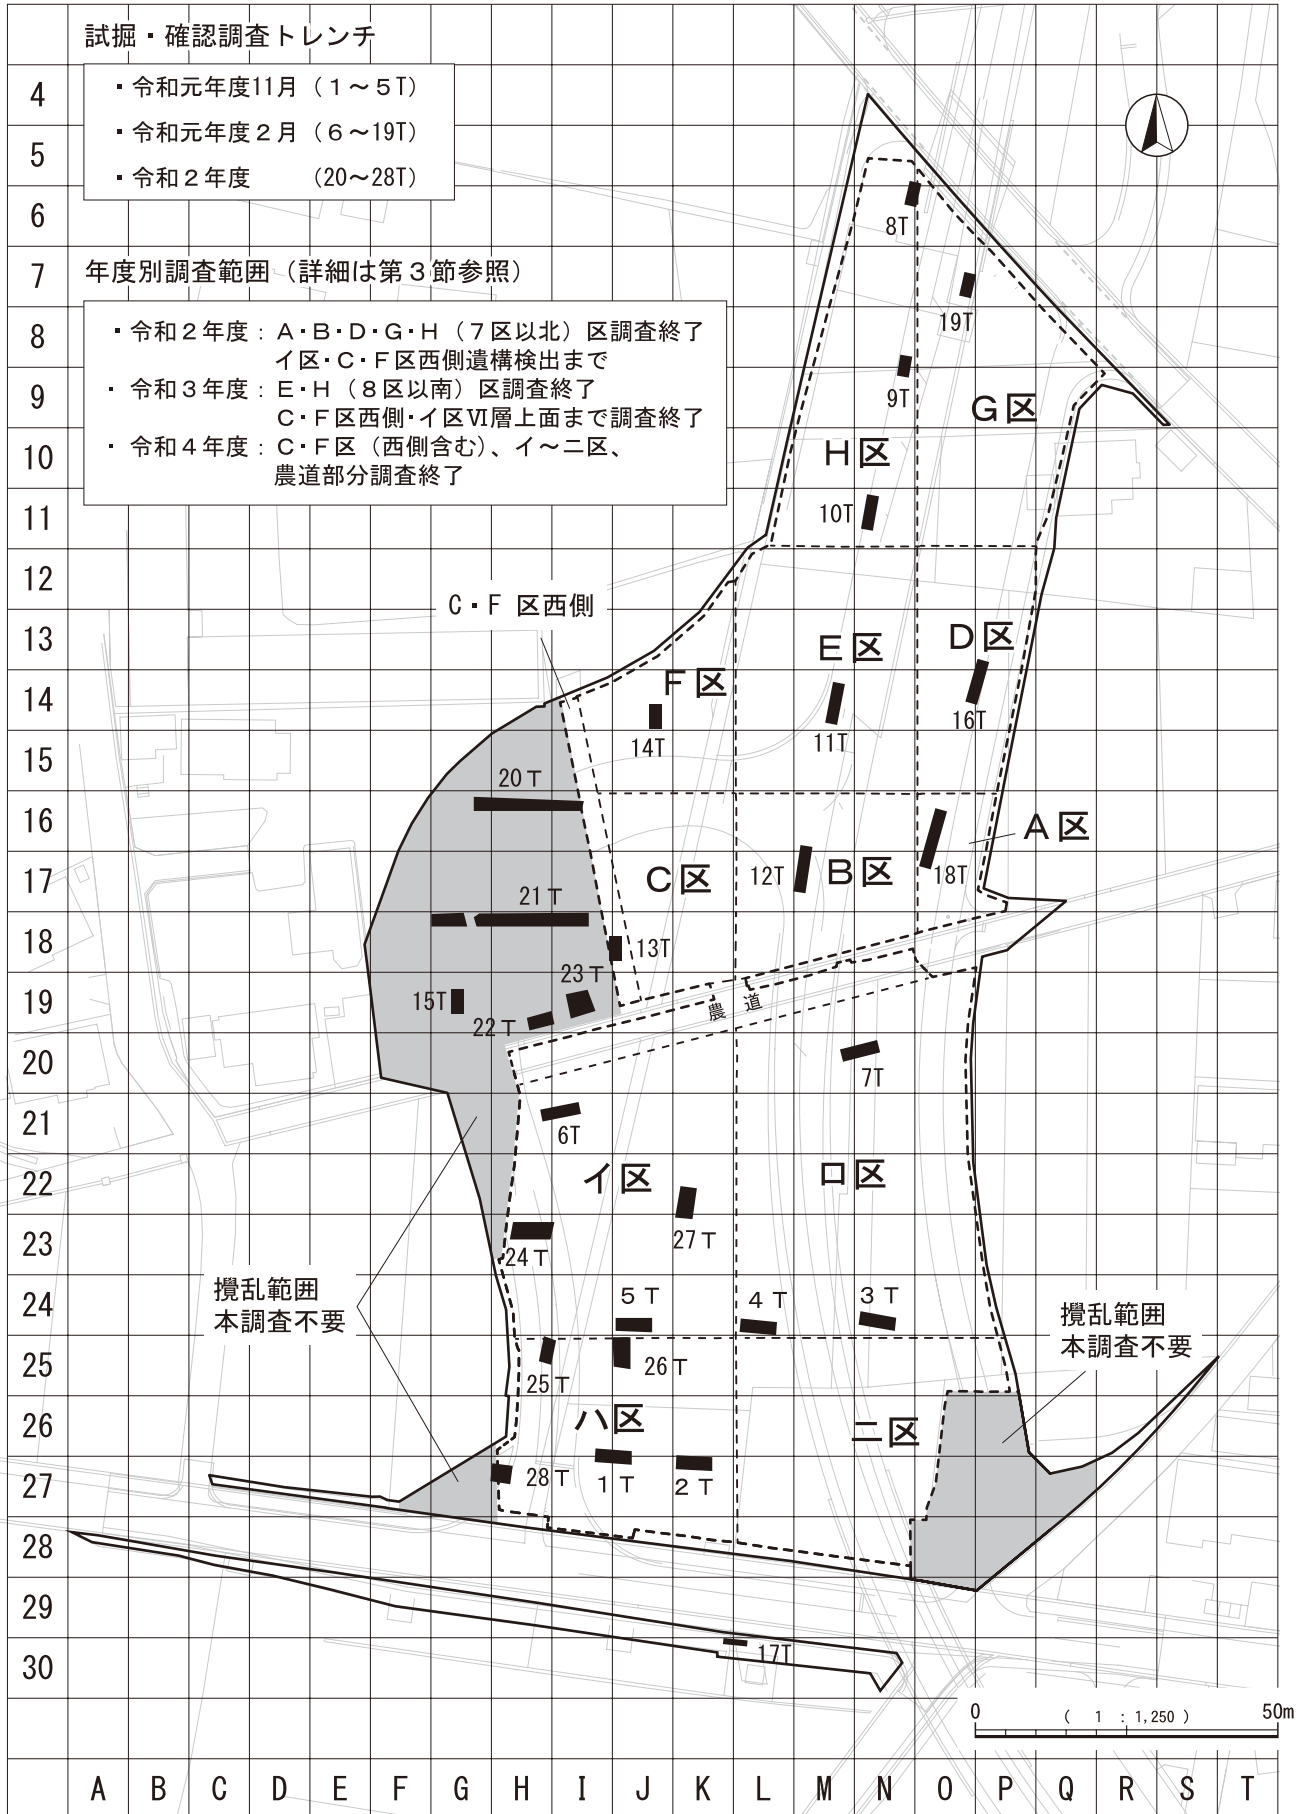 試掘・確認調査トレンチ
・令和元年度11月（１～５T）
・令和元年度２月（６～19T）
・令和２年度　　（20～28T）
年度別調査範囲（詳細は第３節参照）
・令和２年度：Ａ・Ｂ・Ｄ・Ｇ・Ｈ（７区以北）区調査終了
イ区・Ｃ・Ｆ区西側遺構検出まで
・令和３年度：Ｅ・Ｈ（８区以南）区調査終了
Ｃ・Ｆ区西側・イ区Ⅵ層上面まで調査終了
・令和４年度：Ｃ・Ｆ区（西側含む）、イ～ニ区、
農道部分調査終了
4
5
6
7
8
9
10
11
12
13
14
15
16
17
18
19
20
21
22
23
24
25
26
27
28
29
30
8T
19T
9T
G区
H区
10T
C・F 区西側
E区
D区
F区
14T
11T
16T
20T
A区
C区
12T
B区
18T
21T
13T
23T
15T
22T
農道
7T
6T
イ区
ロ区
24T
27T
攪乱範囲
本調査不要
5T
4T
3T
攪乱範囲
本調査不要
25T
26T
ハ区
ニ区
28T
1T
2T
17T
0
( 1 : 1,250 )
50m
A B C D E F G H I J K L M N O P Q R S T